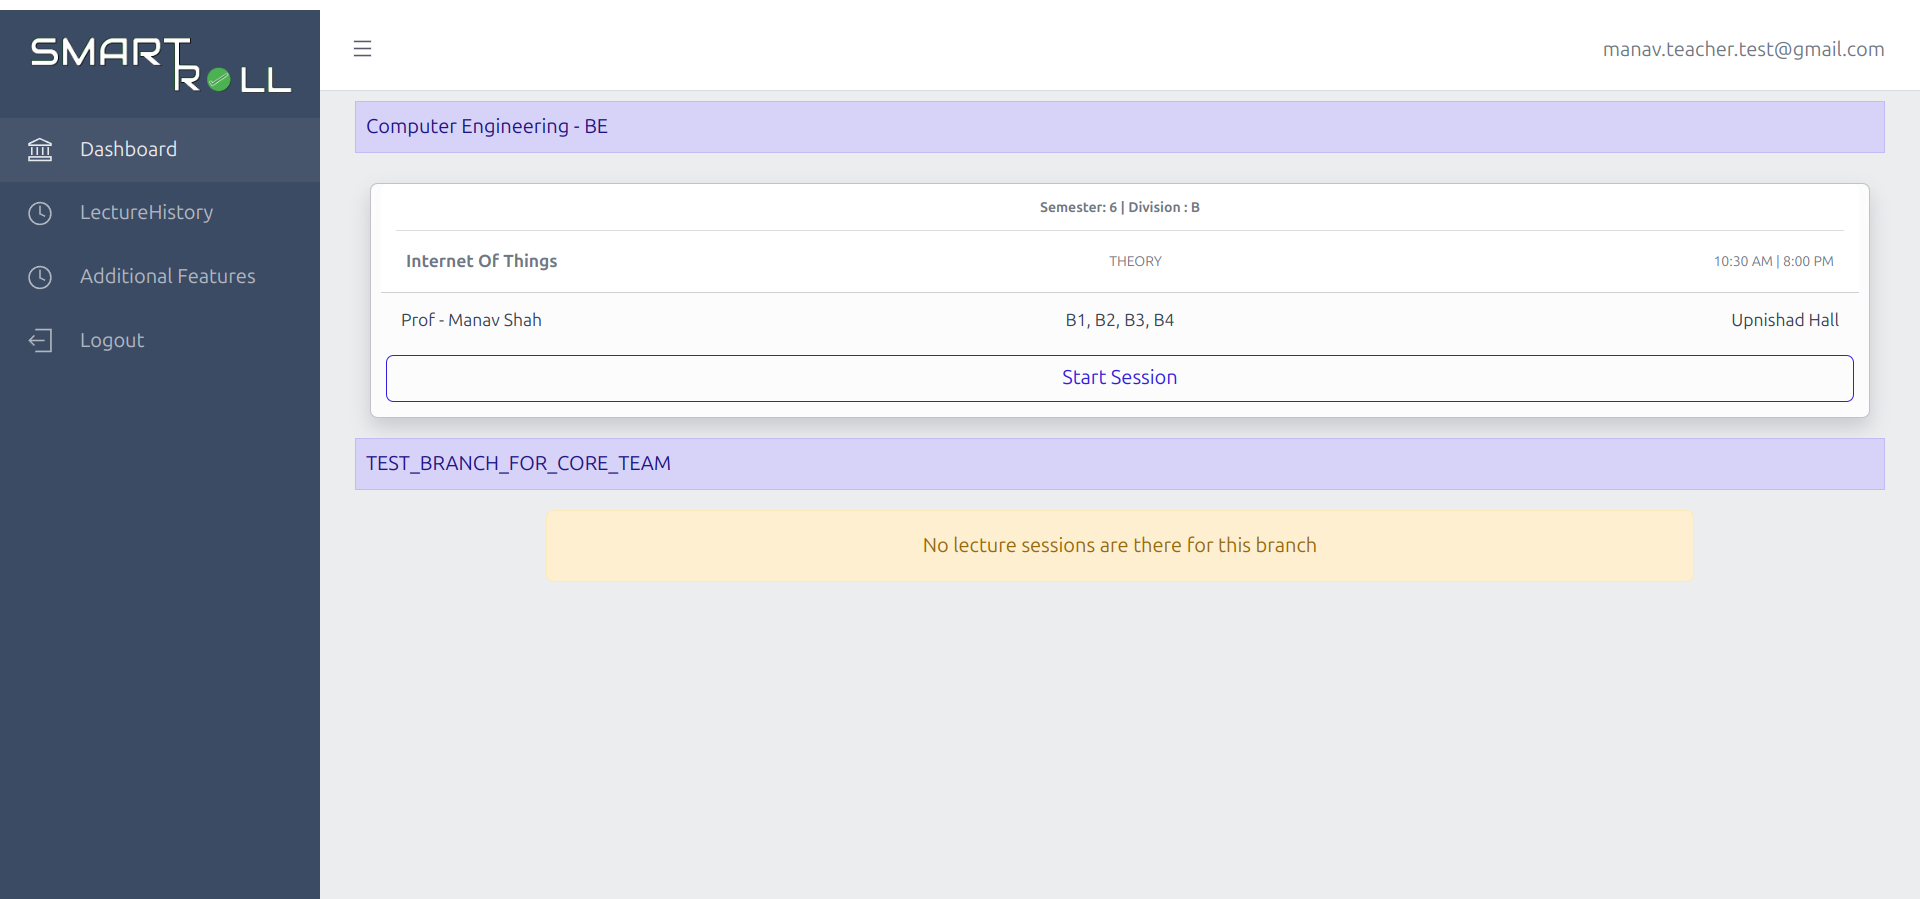 SMART ROLL
manav.teacher.test@gmail.com
Dashboard
LectureHistory
Additional Features
Logout
Computer Engineering - BE
Semester: 6 | Division : B
Internet Of Things THEORY 10:30 AM | 8:00 PM
Prof - Manav Shah B1, B2, B3, B4 Upnishad Hall
Start Session
TEST_BRANCH_FOR_CORE_TEAM
No lecture sessions are there for this branch